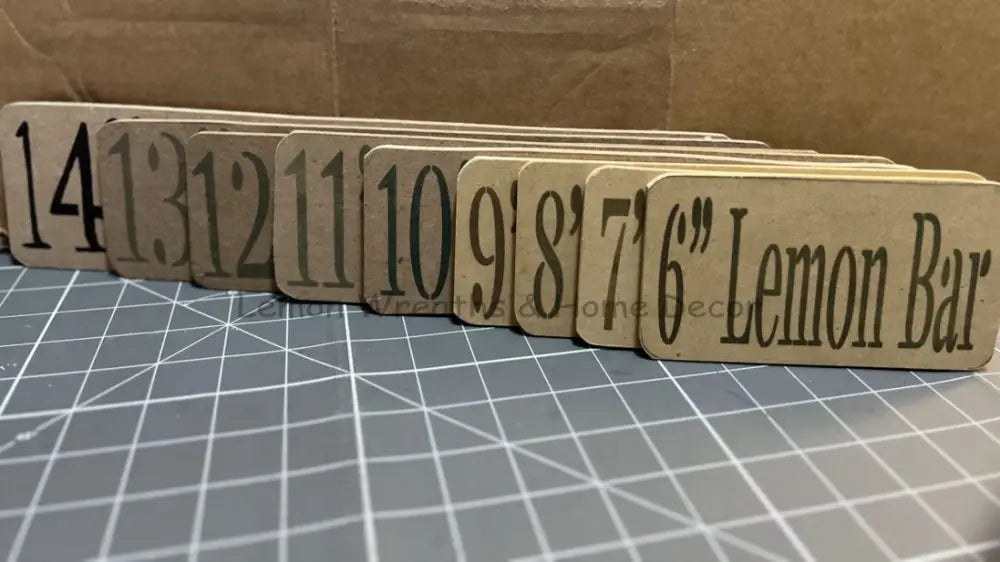 14" 13 12 11' 10 9' 8' 7' 6” Lemon Bar
Lemon Wreaths & Home Decor